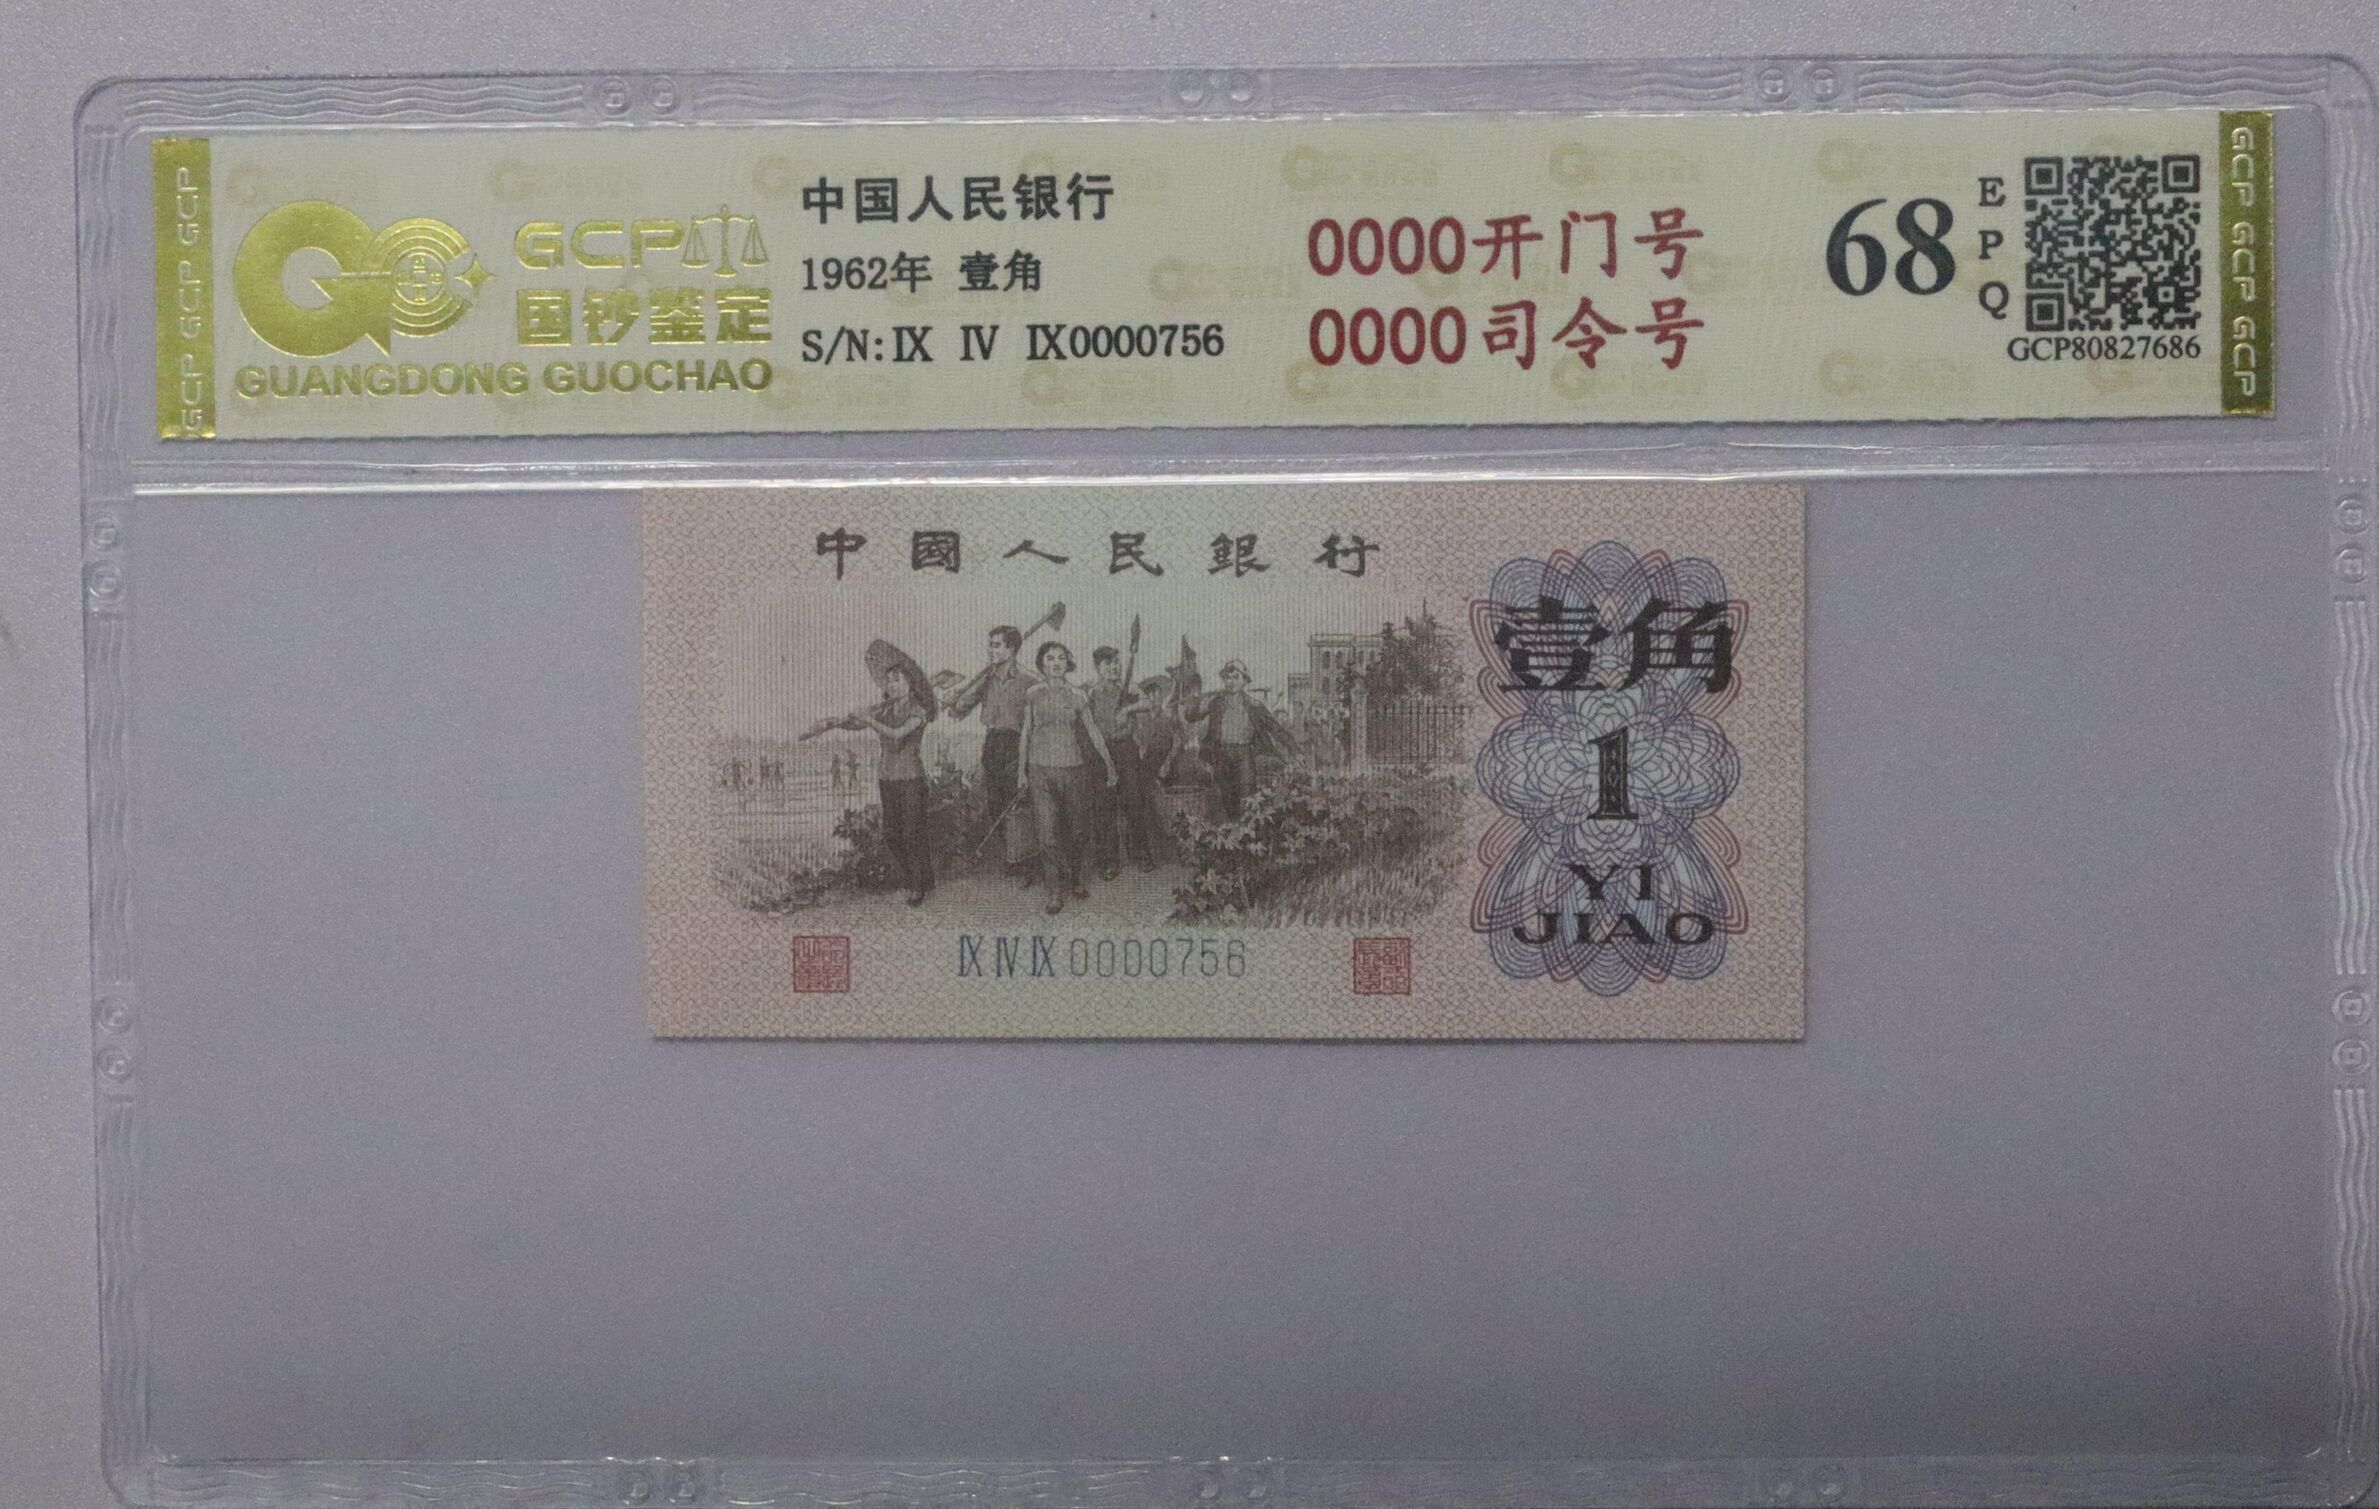 GCP GCP GCP
GCP
国钞鉴定
GUANGDONG GUOCHAO
中国人民银行
1962年 壹角
S/N:Ⅸ Ⅳ Ⅸ0000756
0000开门号
0000司令号
68
EPQ
GCP80827686
GCP GCP GCP
中國人民銀行
壹角
1
YI
JIAO
Ⅸ Ⅳ Ⅸ 0000756